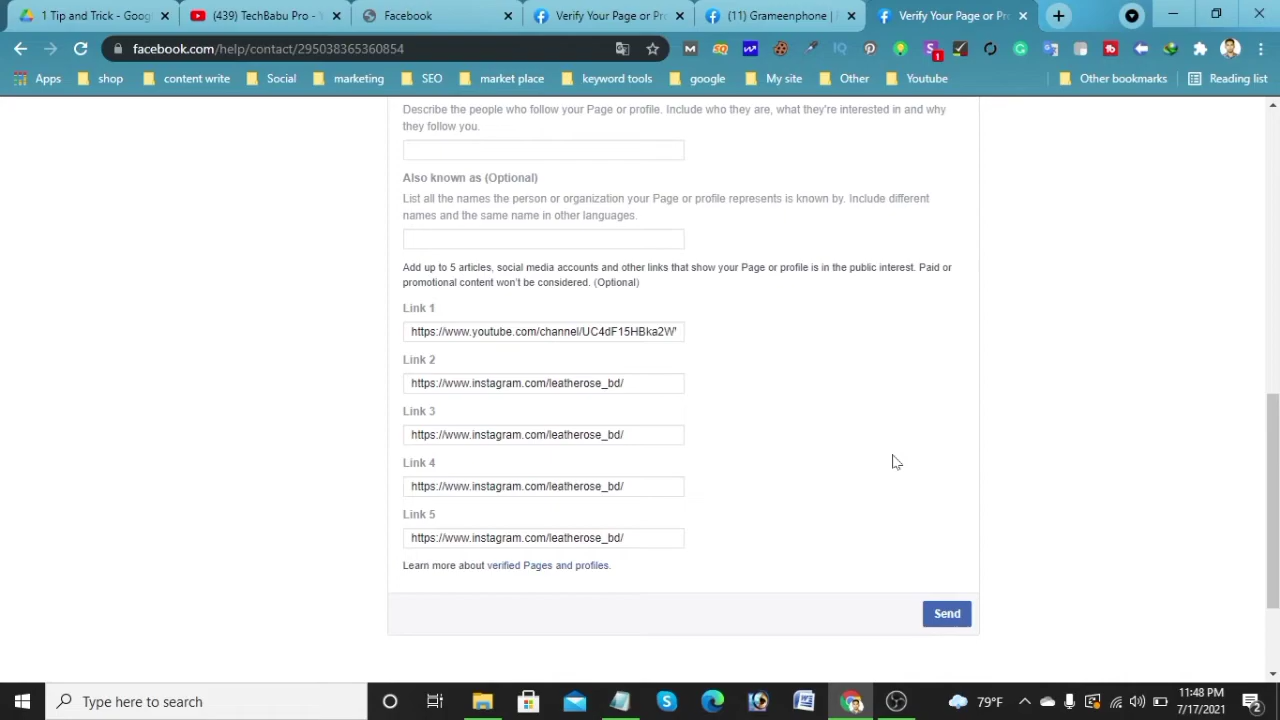 1 Tip and Trick - Goog
(439) TechBabu Pro - Y
Facebook
Verify Your Page or Pro
(11) Grameenphone |
Verify Your Page or Pro
facebook.com/help/contact/295038365360854
Apps
shop
content write
Social
marketing
SEO
market place
keyword tools
google
My site
Other
Youtube
Other bookmarks
Reading list
Describe the people who follow your Page or profile. Include who they are, what they're interested in and why
they follow you.
Also known as (Optional)
List all the names the person or organization your Page or profile represents is known by. Include different
names and the same name in other languages.
Add up to 5 articles, social media accounts and other links that show your Page or profile is in the public interest. Paid or
promotional content won't be considered. (Optional)
Link 1
https://www.youtube.com/channel/UC4dF15HBka2W
Link 2
https://www.instagram.com/leatherose_bd/
Link 3
https://www.instagram.com/leatherose_bd/
Link 4
https://www.instagram.com/leatherose_bd/
Link 5
https://www.instagram.com/leatherose_bd/
Learn more about verified Pages and profiles.
Send
Type here to search
79°F
11:48 PM
7/17/2021
2